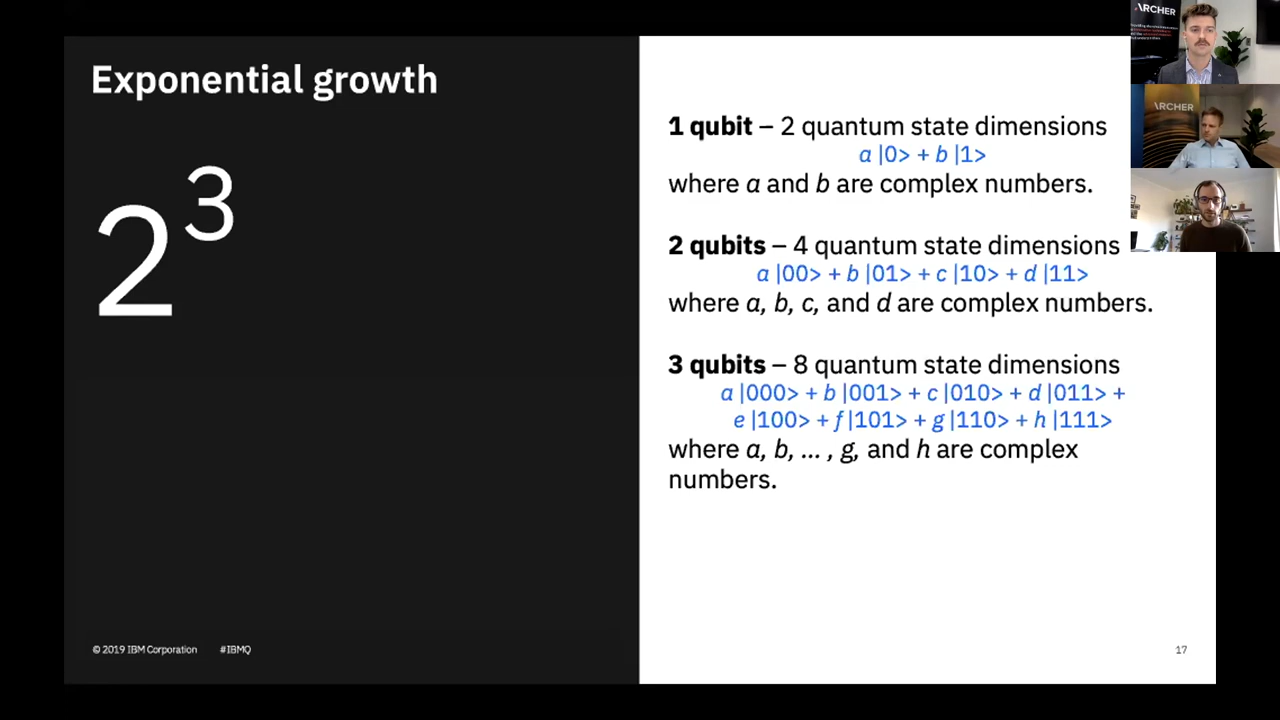 Exponential growth
2³
1 qubit – 2 quantum state dimensions
a |0> + b |1>
where a and b are complex numbers.
2 qubits – 4 quantum state dimensions
a |00> + b |01> + c |10> + d |11>
where a, b, c, and d are complex numbers.
3 qubits – 8 quantum state dimensions
a |000> + b |001> + c |010> + d |011> +
e |100> + f |101> + g |110> + h |111>
where a, b, ... , g, and h are complex
numbers.
© 2019 IBM Corporation #IBMQ
17
ARCHER
ARCHER